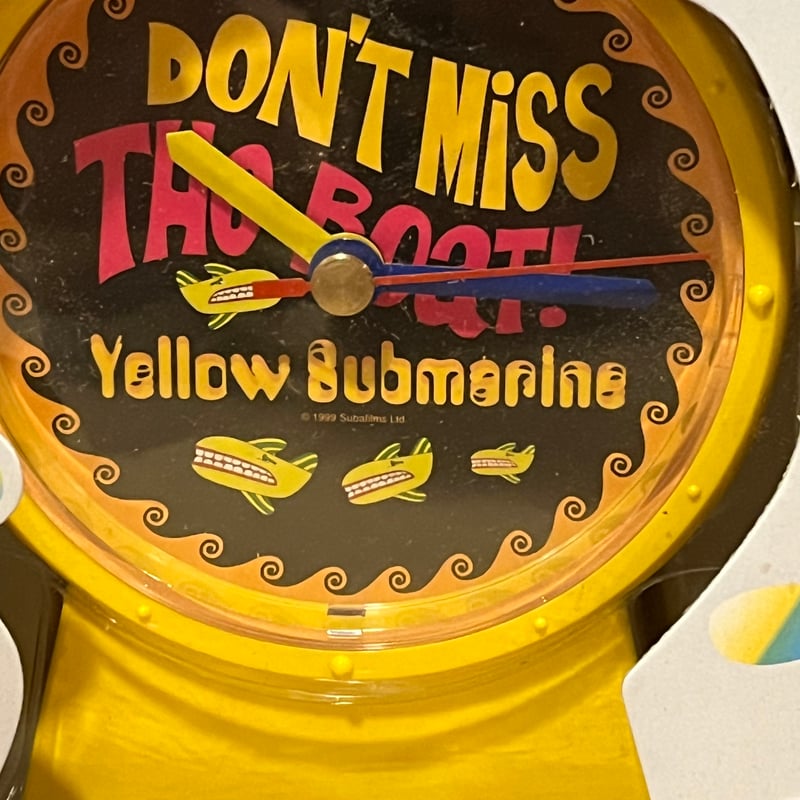 DON'T MISS
THE BOAT!
Yellow Submarine
© 1999 Subafilms Ltd.